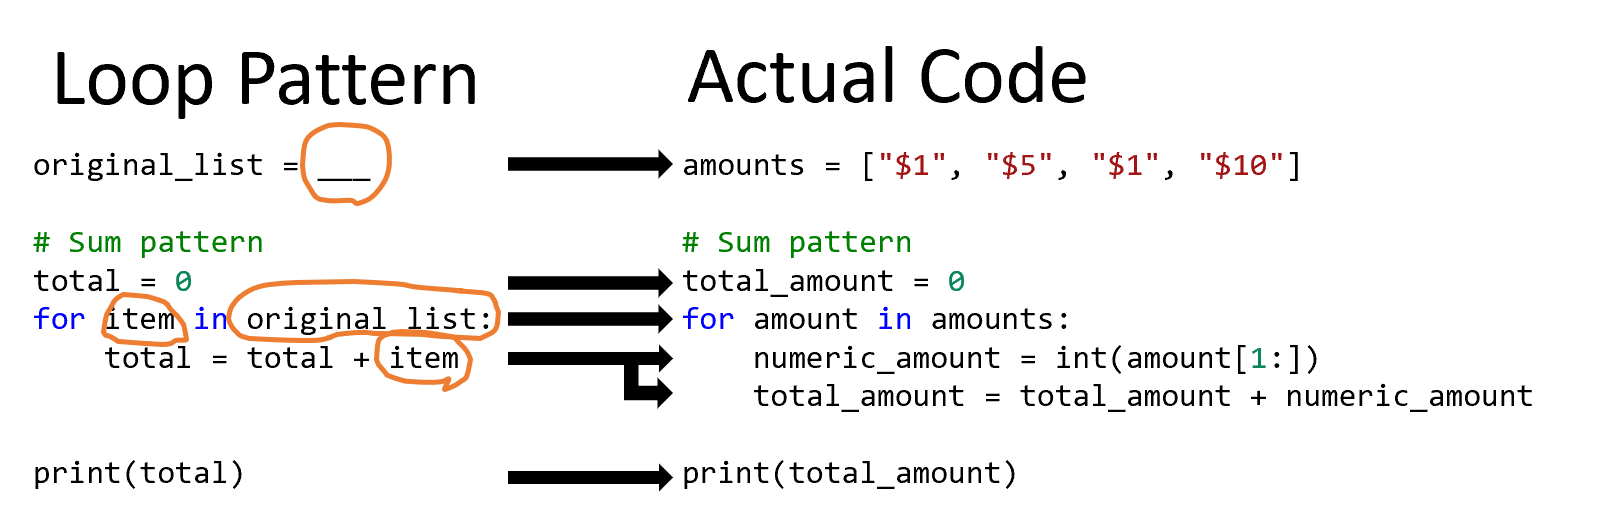 Loop Pattern
original_list = ___
# Sum pattern
total = 0
for item in original_list:
    total = total + item
print(total)
Actual Code
amounts = ["$1", "$5", "$1", "$10"]
# Sum pattern
total_amount = 0
for amount in amounts:
    numeric_amount = int(amount[1:])
    total_amount = total_amount + numeric_amount
print(total_amount)